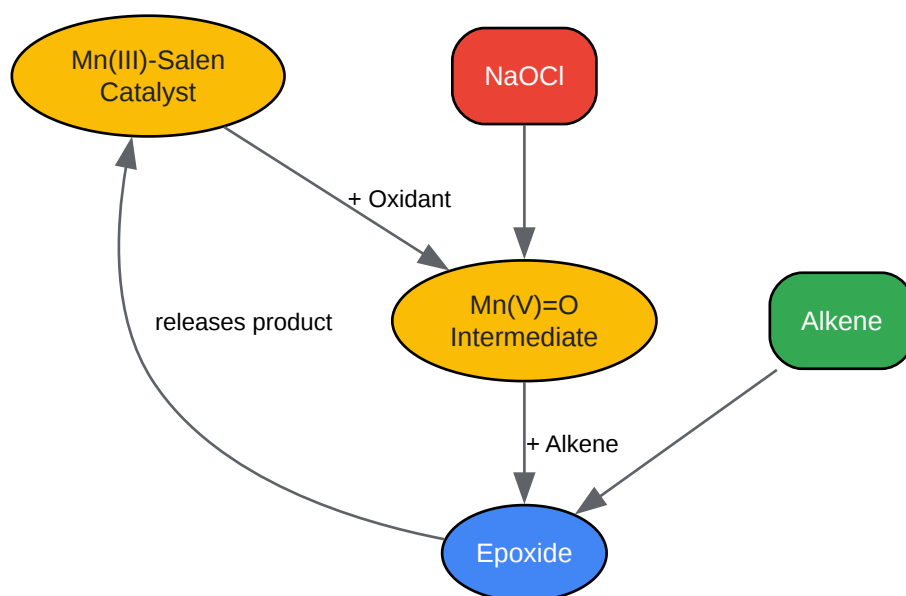 Mn(III)-Salen
Catalyst
NaOCl
+ Oxidant
Mn(V)=O
Intermediate
Alkene
releases product
+ Alkene
Epoxide